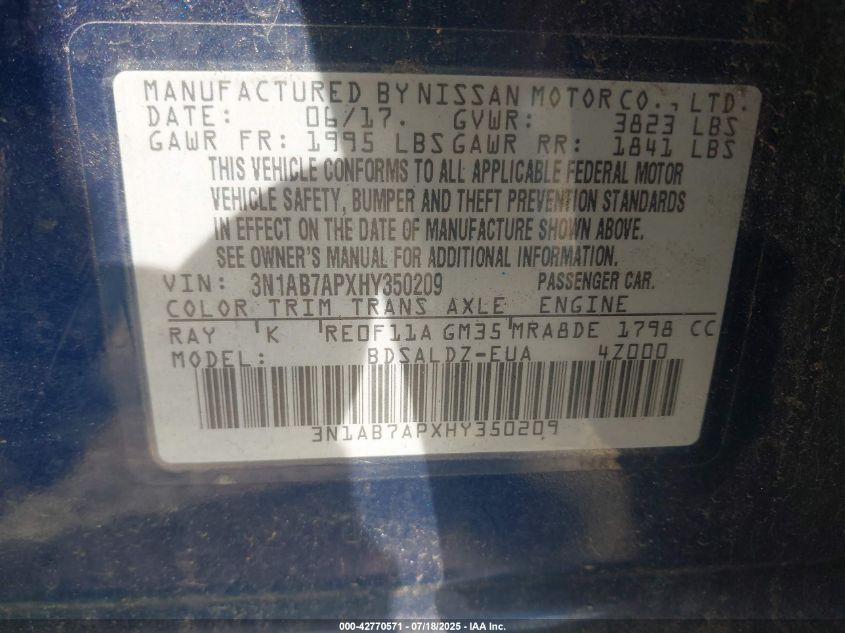 MANUFACTURED BY NISSAN MOTOR CO., LTD.
DATE: 06/17. GVWR: 3823 LBS
GAWR FR: 1995 LBS GAWR RR: 1841 LBS
THIS VEHICLE CONFORMS TO ALL APPLICABLE FEDERAL MOTOR
VEHICLE SAFETY, BUMPER AND THEFT PREVENTION STANDARDS
IN EFFECT ON THE DATE OF MANUFACTURE SHOWN ABOVE.
SEE OWNER'S MANUAL FOR ADDITIONAL INFORMATION.
VIN: 3N1AB7APXHY350209 PASSENGER CAR.
COLOR TRIM TRANS AXLE ENGINE
RAY K RE0F11A GM35 MRA8DE 1798 CC
MODEL: BDSALDZ-EUA 4Z000
3N1AB7APXHY350209
000-42770571 - 07/18/2025 - IAA Inc.